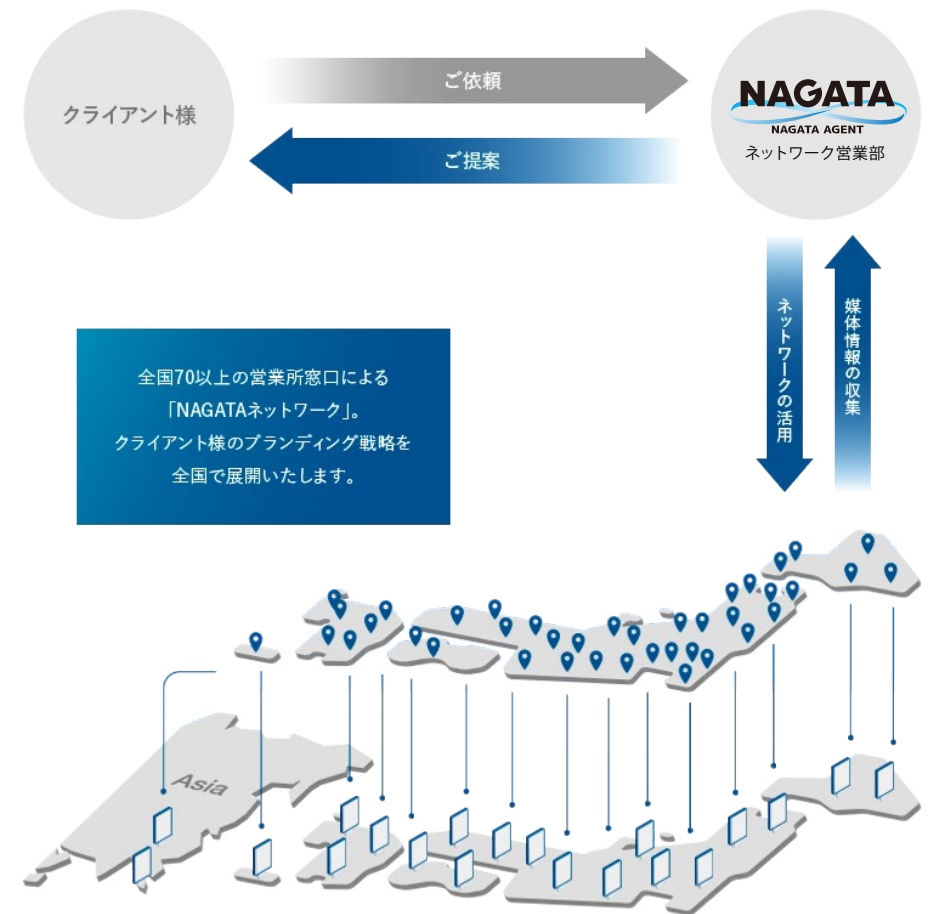 クライアント様
ご依頼
ご提案
NAGATA
NAGATA AGENT
ネットワーク営業部
ネットワークの活用
媒体情報の収集
全国70以上の営業所窓口による
「NAGATAネットワーク」。
クライアント様のブランディング戦略を
全国で展開いたします。
Asia